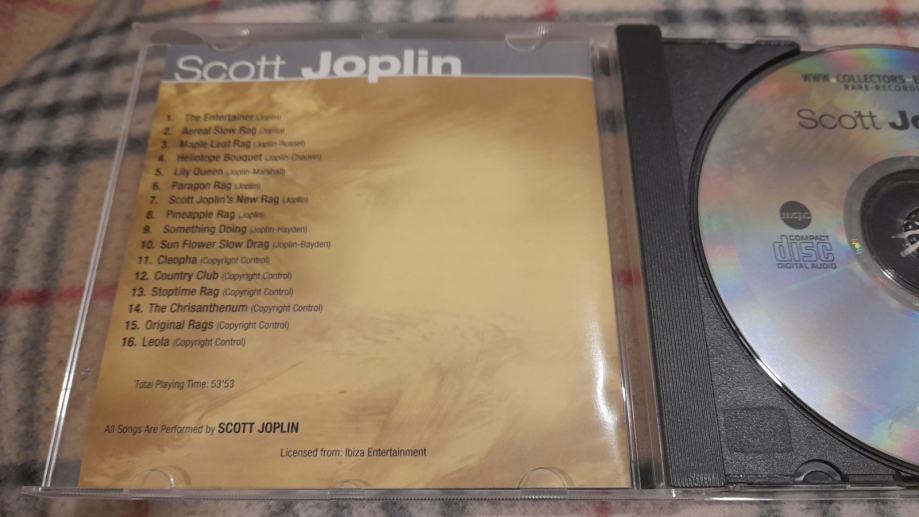 Scott Joplin
1. The Entertainer (Joplin)
2. Aereal Slow Rag (Joplin)
3. Maple Leaf Rag (Joplin-Russel)
4. Heliotope Bouquet (Joplin-Chauvin)
5. Lily Queen (Joplin-Marshall)
6. Paragon Rag (Joplin)
7. Scott Joplin's New Rag (Joplin)
8. Pineapple Rag (Joplin)
9. Something Doing (Joplin-Hayden)
10. Sun Flower Slow Drag (Joplin-Bayden)
11. Cleopha (Copyright Control)
12. Country Club (Copyright Control)
13. Stoptime Rag (Copyright Control)
14. The Chrisanthenum (Copyright Control)
15. Original Rags (Copyright Control)
16. Leola (Copyright Control)
Total Playing Time: 53'53
All Songs Are Performed by SCOTT JOPLIN
Licensed from: Ibiza Entertainment
WWW.COLLECTORS-E
RARE-RECORD
Scott Jo
COMPACT
disc
DIGITAL AUDIO